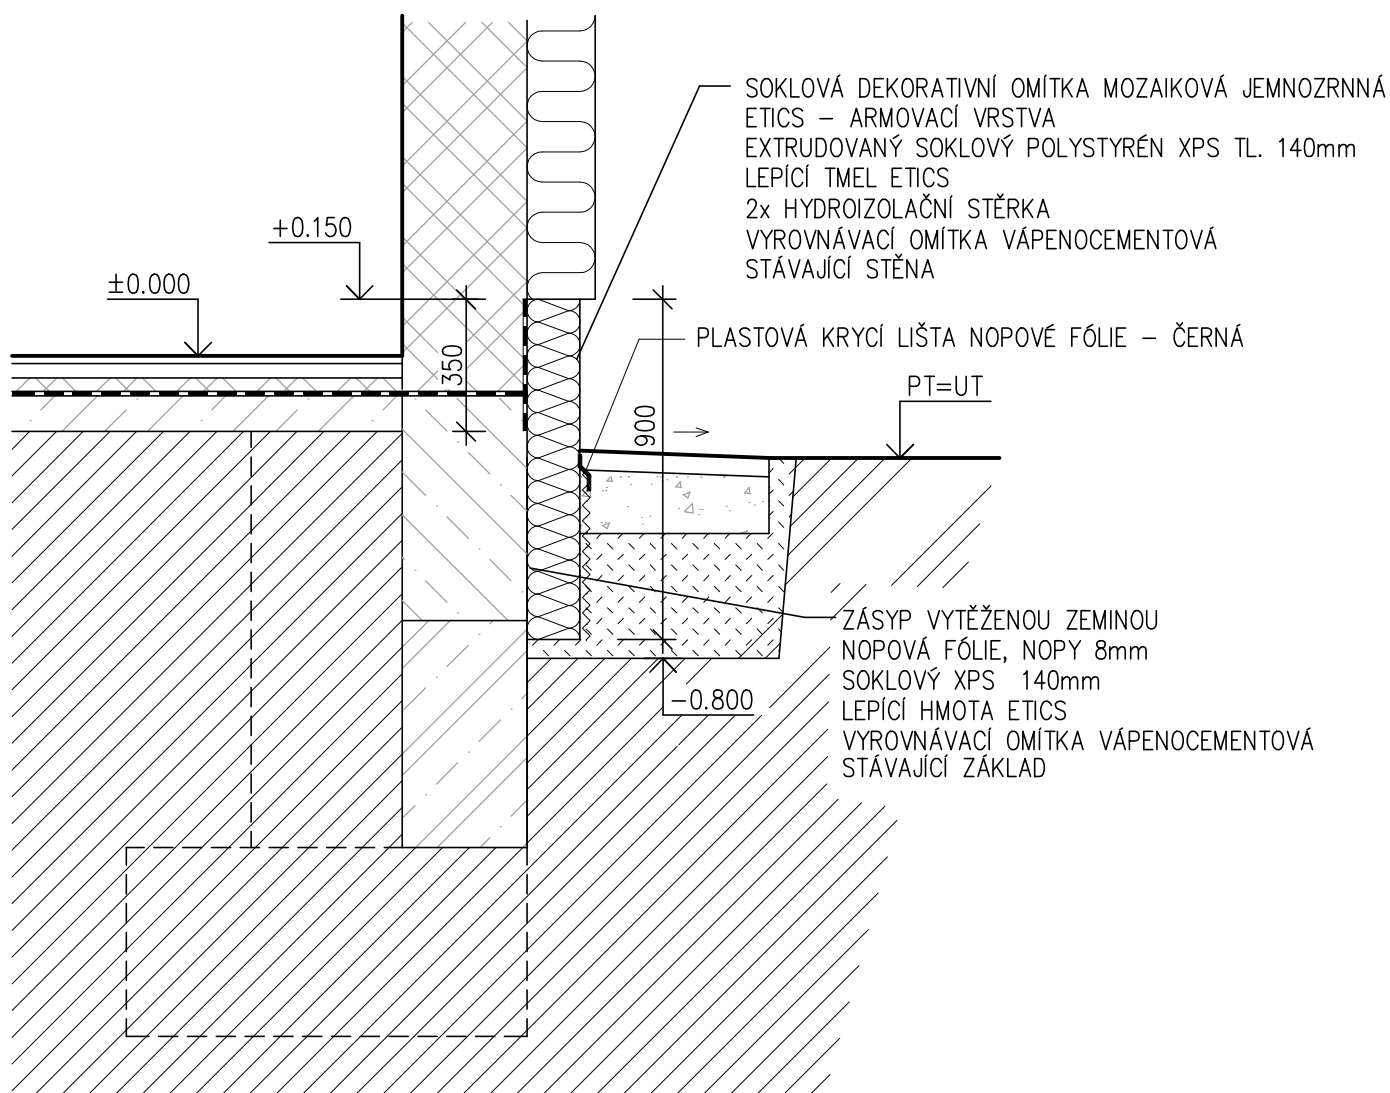 SOKLOVÁ DEKORATIVNÍ OMÍTKA MOZAIKOVÁ JEMNOZRNNÁ
ETICS – ARMOVACÍ VRSTVA
EXTRUDOVANÝ SOKLOVÝ POLYSTYRÉN XPS TL. 140mm
LEPÍCÍ TMEL ETICS
2x HYDROIZOLAČNÍ STĚRKA
VYROVNÁVACÍ OMÍTKA VÁPENOCEMENTOVÁ
STÁVAJÍCÍ STĚNA
+0.150
±0.000
350
PLASTOVÁ KRYCÍ LIŠTA NOPOVÉ FÓLIE – ČERNÁ
PT=UT
900
ZÁSYP VYTĚŽENOU ZEMINOU
NOPOVÁ FÓLIE, NOPY 8mm
SOKLOVÝ XPS 140mm
LEPÍCÍ HMOTA ETICS
VYROVNÁVACÍ OMÍTKA VÁPENOCEMENTOVÁ
STÁVAJÍCÍ ZÁKLAD
–0.800